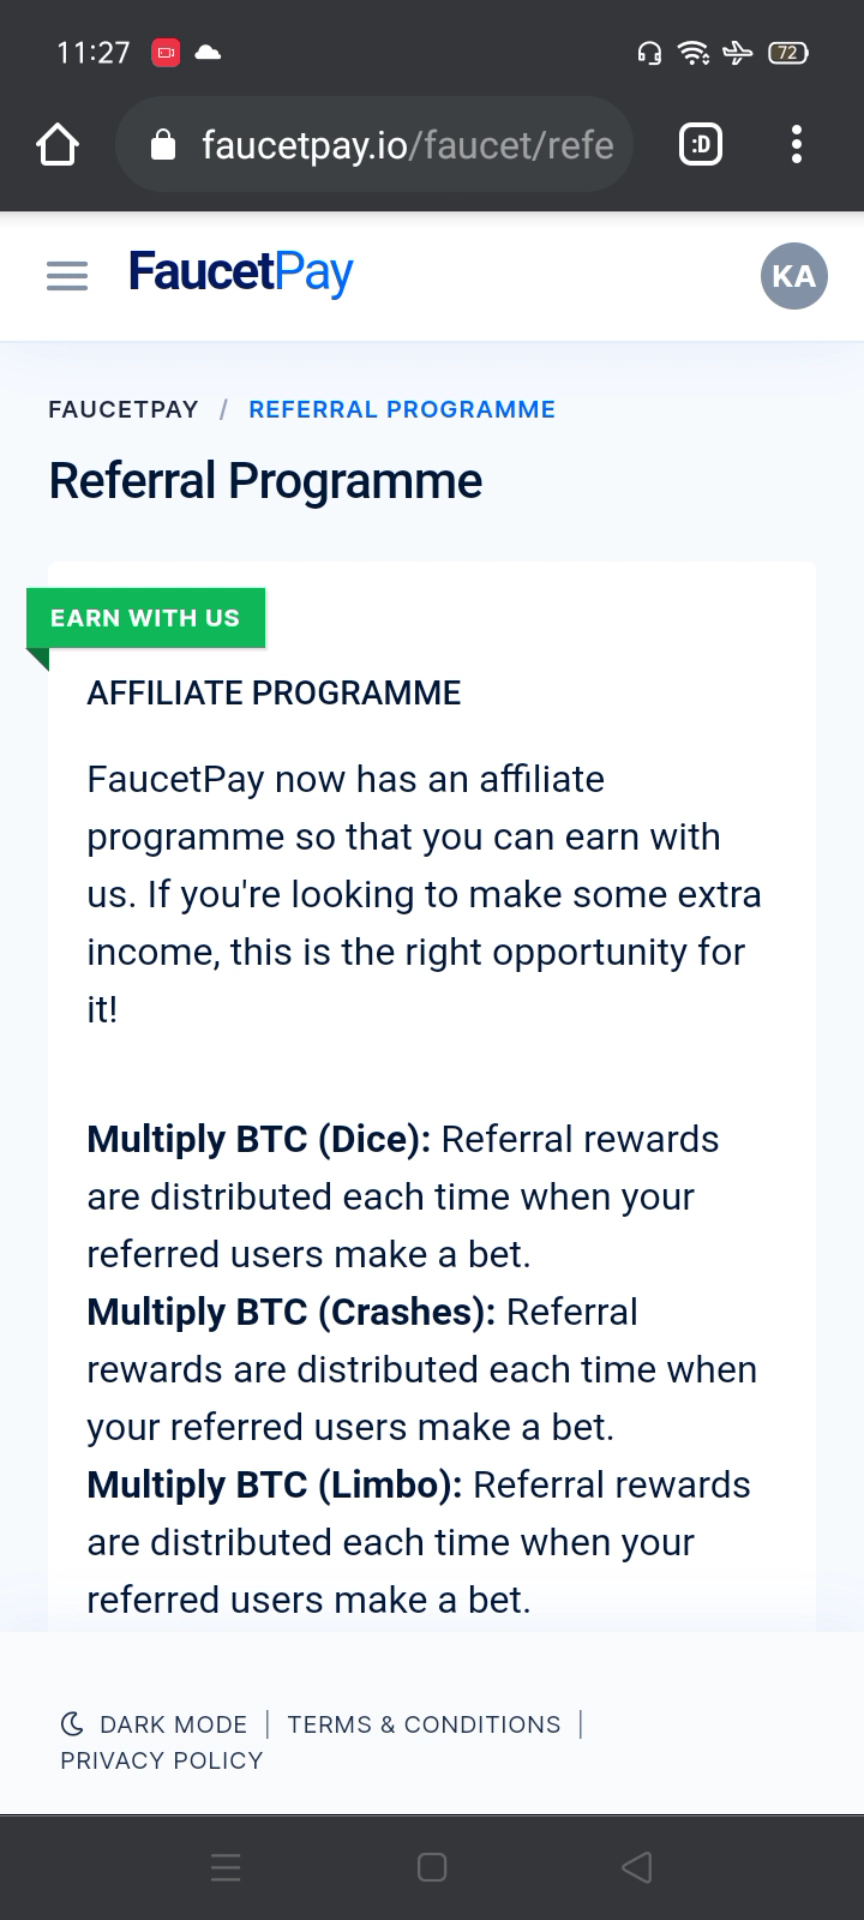 11:27
72
faucetpay.io/faucet/refe
:D
FaucetPay
KA
FAUCETPAY / REFERRAL PROGRAMME
Referral Programme
EARN WITH US
AFFILIATE PROGRAMME
FaucetPay now has an affiliate
programme so that you can earn with
us. If you're looking to make some extra
income, this is the right opportunity for
it!
Multiply BTC (Dice): Referral rewards
are distributed each time when your
referred users make a bet.
Multiply BTC (Crashes): Referral
rewards are distributed each time when
your referred users make a bet.
Multiply BTC (Limbo): Referral rewards
are distributed each time when your
referred users make a bet.
DARK MODE | TERMS & CONDITIONS |
PRIVACY POLICY